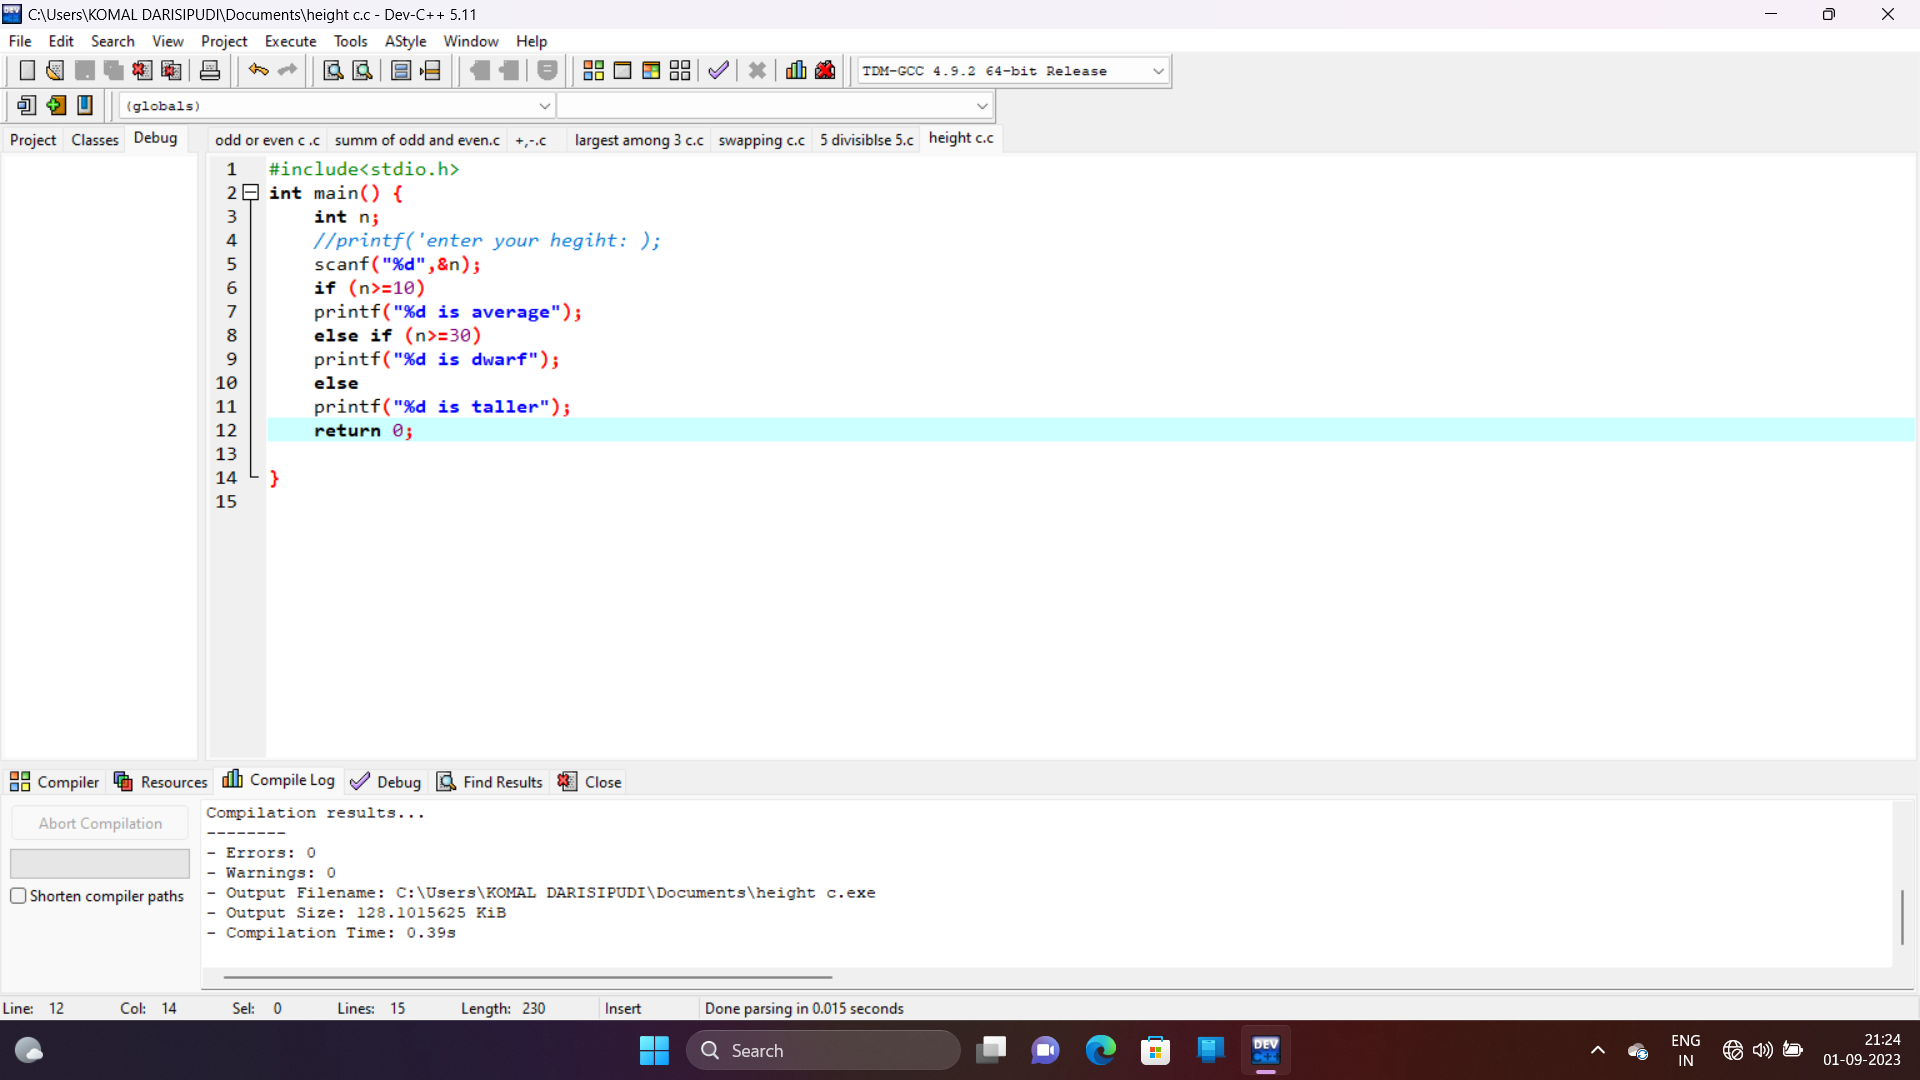 C:\Users\KOMAL DARISIPUDI\Documents\height c.c - Dev-C++ 5.11
File Edit Search View Project Execute Tools AStyle Window Help
TDM-GCC 4.9.2 64-bit Release
(globals)
Project Classes Debug odd or even c .c summ of odd and even.c +,-.c largest among 3 c.c swapping c.c 5 divisiblse 5.c height c.c
1 #include<stdio.h>
2 int main() {
3 int n;
4 //printf('enter your hegiht: );
5 scanf("%d",&n);
6 if (n>=10)
7 printf("%d is average");
8 else if (n>=30)
9 printf("%d is dwarf");
10 else
11 printf("%d is taller");
12 return 0;
13
14 }
15
Compiler Resources Compile Log Debug Find Results Close
Abort Compilation
Shorten compiler paths
Compilation results...
--------
- Errors: 0
- Warnings: 0
- Output Filename: C:\Users\KOMAL DARISIPUDI\Documents\height c.exe
- Output Size: 128.1015625 KiB
- Compilation Time: 0.39s
Line: 12 Col: 14 Sel: 0 Lines: 15 Length: 230 Insert Done parsing in 0.015 seconds
Search
DEV C++
ENG
IN
21:24
01-09-2023